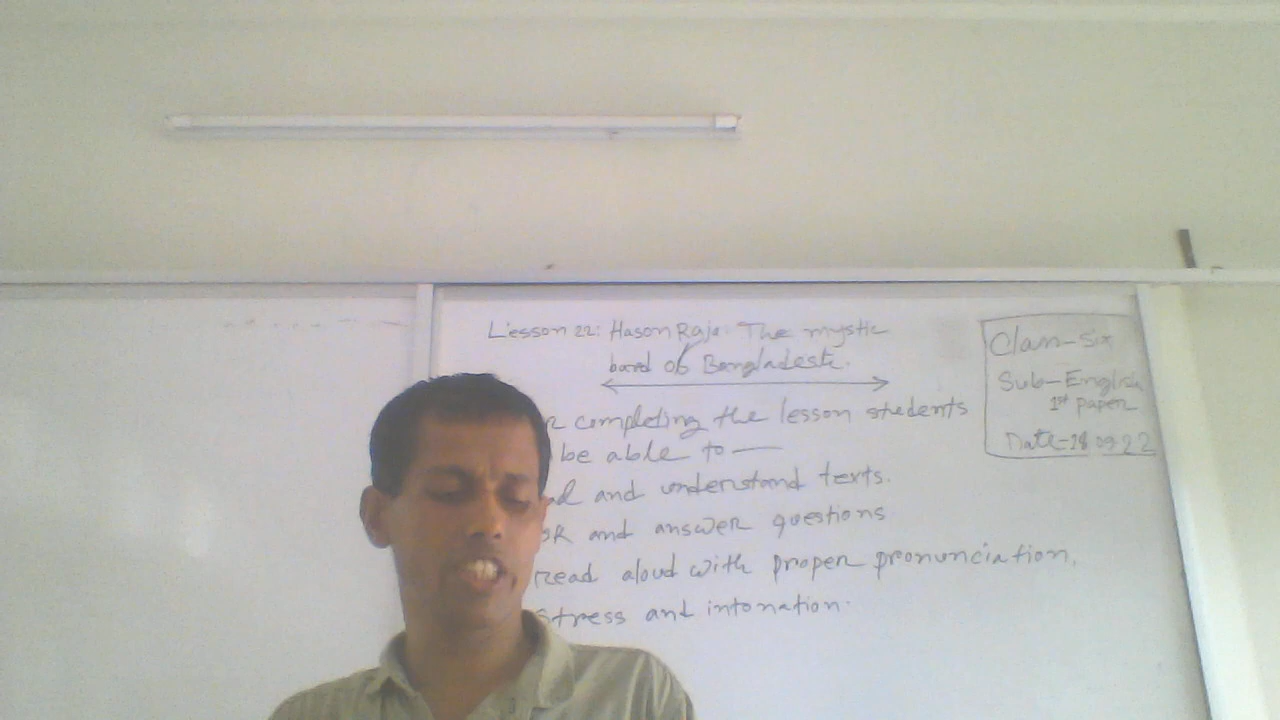 Lesson 22: Hason Raja: The mystic
bard of Bangladesh.
completing the lesson students
be able to —
and understand texts.
and answer questions
read aloud with proper pronunciation,
stress and intonation.
Class-Six
Sub-English
1st paper
Date-28.09.22